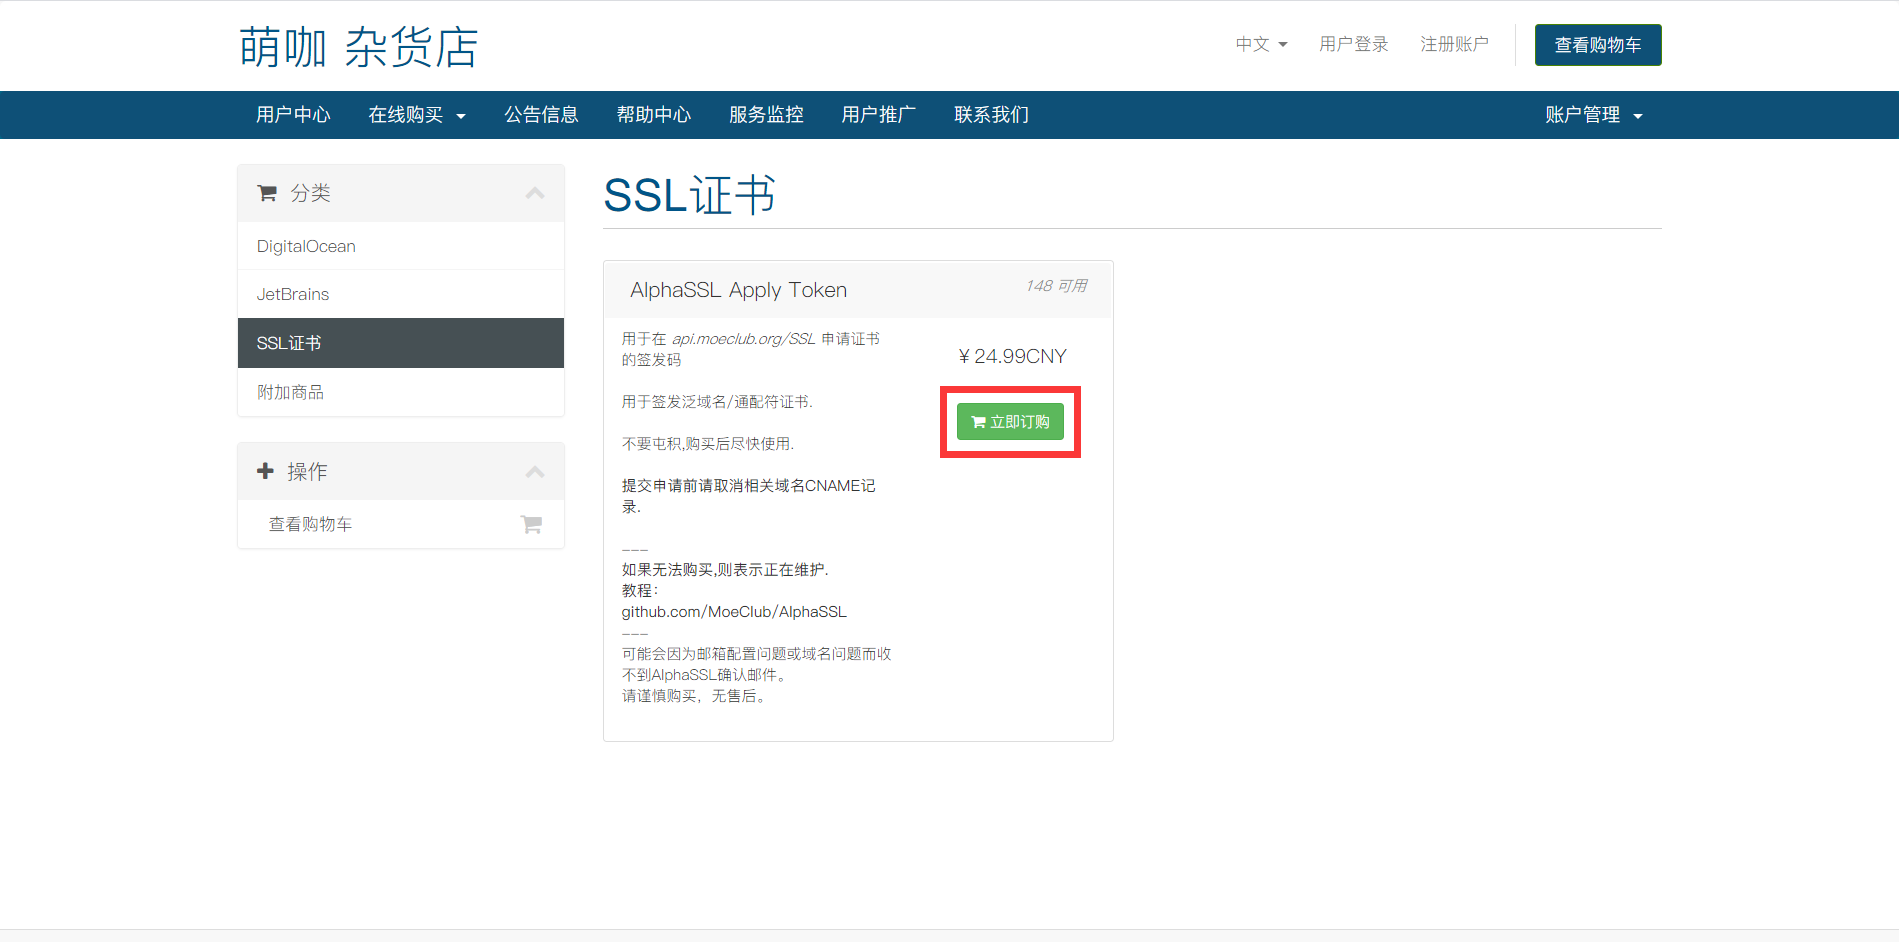 萌咖 杂货店
中文
用户登录
注册账户
查看购物车
用户中心
在线购买
公告信息
帮助中心
服务监控
用户推广
联系我们
账户管理
分类
DigitalOcean
JetBrains
SSL证书
附加商品
操作
查看购物车
SSL证书
AlphaSSL Apply Token
148 可用
用于在 api.moeclub.org/SSL 申请证书
的签发码
用于签发泛域名/通配符证书.
不要屯积,购买后尽快使用.
提交申请前请取消相关域名CNAME记
录.
---
如果无法购买,则表示正在维护.
教程：
github.com/MoeClub/AlphaSSL
---
可能会因为邮箱配置问题或域名问题而收
不到AlphaSSL确认邮件。
请谨慎购买，无售后。
¥ 24.99CNY
立即订购